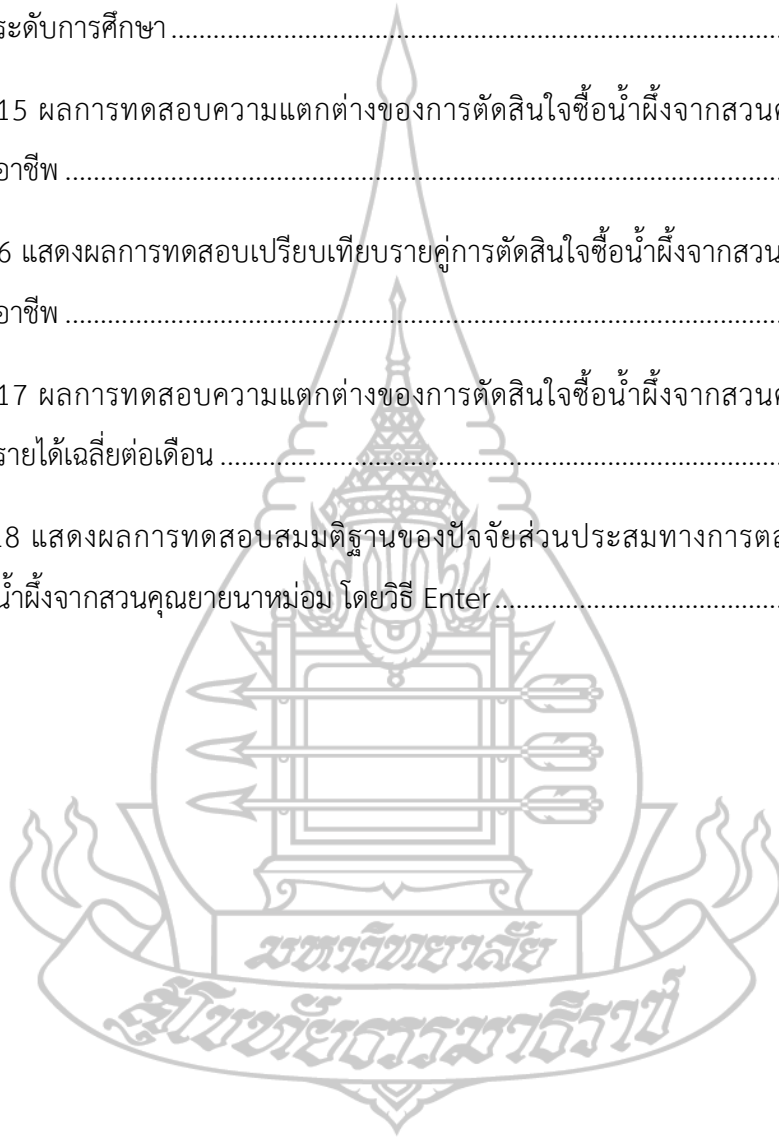 ระดับการศึกษา
15 ผลการทดสอบความแตกต่างของการตัดสินใจซื้อน้ำผึ้งจากสวน
อาชีพ
6 แสดงผลการทดสอบเปรียบเทียบรายคู่การตัดสินใจซื้อน้ำผึ้งจากสวน
อาชีพ
17 ผลการทดสอบความแตกต่างของการตัดสินใจซื้อน้ำผึ้งจากสวน
รายได้เฉลี่ยต่อเดือน
18 แสดงผลการทดสอบสมมติฐานของปัจจัยส่วนประสมทางการตล
น้ำผึ้งจากสวนคุณยายนาหม่อม โดยวิธี Enter
มหาวิทยาลัย
สุโขทัยธรรมาธิราช